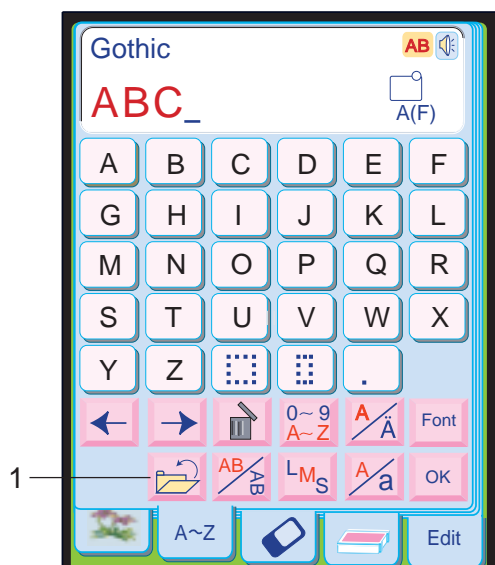 Gothic AB
ABC_
A(F)
A B C D E F
G H I J K L
M N O P Q R
S T U V W X
Y Z .
0~9 A/Ä Font
A~Z
1 AB/AB LMS A/a OK
A~Z Edit